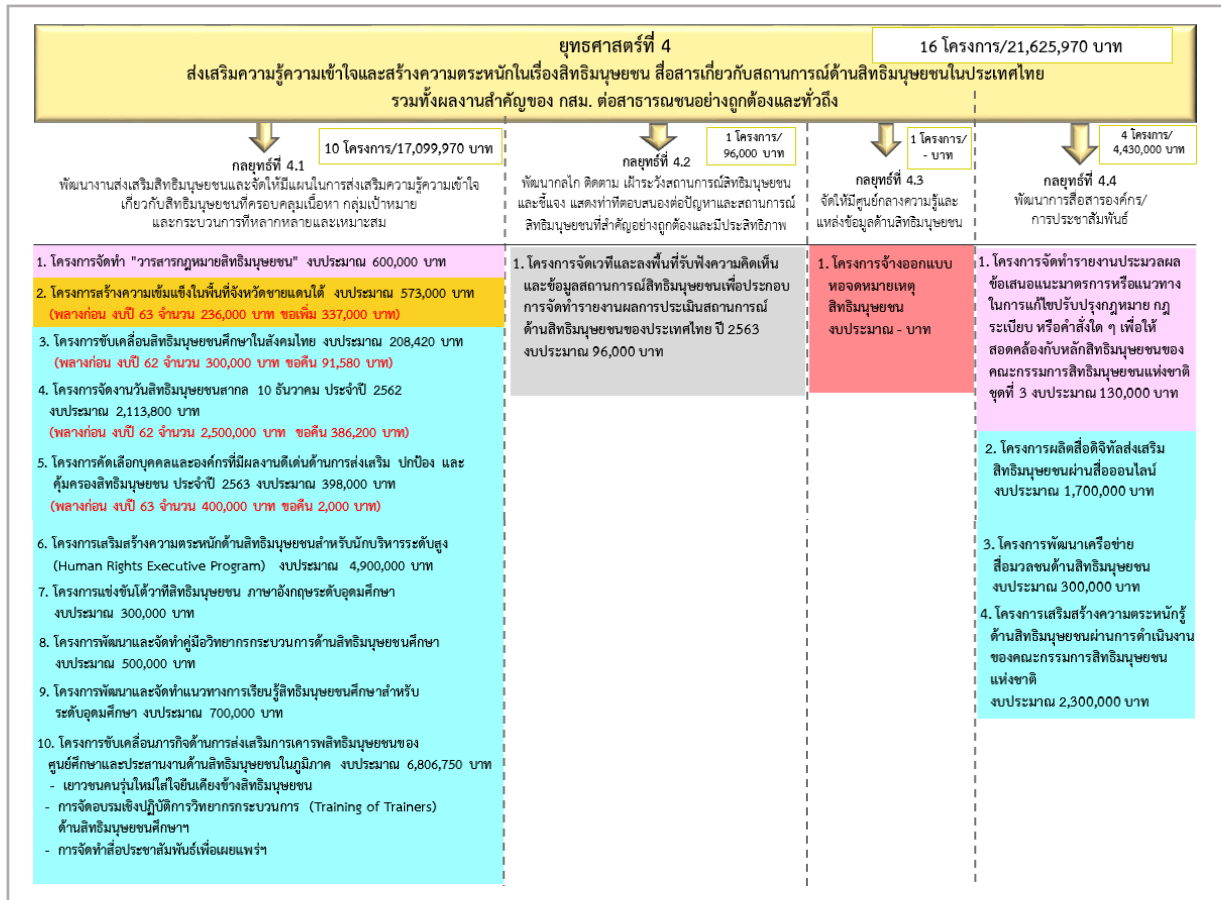 ยุทธศาสตร์ที่ 4
16 โครงการ/21,625,970 บาท
ส่งเสริมความรู้ความเข้าใจและสร้างความตระหนักในเรื่องสิทธิมนุษยชน สื่อสารเกี่ยวกับสถานการณ์ด้านสิทธิมนุษยชนในประเทศไทย
รวมทั้งผลงานสำคัญของ กสม. ต่อสาธารณชนอย่างถูกต้องและทั่วถึง
10 โครงการ/17,099,970 บาท
กลยุทธ์ที่ 4.1
พัฒนางานส่งเสริมสิทธิมนุษยชนและจัดให้มีแผนในการส่งเสริมความรู้ความเข้าใจ
เกี่ยวกับสิทธิมนุษยชนที่ครอบคลุมเนื้อหา กลุ่มเป้าหมาย
และกระบวนการที่หลากหลายและเหมาะสม
1. โครงการจัดทำ "วารสารกฎหมายสิทธิมนุษยชน" งบประมาณ 600,000 บาท
2. โครงการสร้างความเข้มแข็งในพื้นที่จังหวัดชายแดนใต้ งบประมาณ 573,000 บาท
(พลางก่อน งบปี 63 จำนวน 236,000 บาท ขอเพิ่ม 337,000 บาท)
3. โครงการขับเคลื่อนสิทธิมนุษยชนศึกษาในสังคมไทย งบประมาณ 208,420 บาท
(พลางก่อน งบปี 62 จำนวน 300,000 บาท ขอคืน 91,580 บาท)
4. โครงการจัดงานวันสิทธิมนุษยชนสากล 10 ธันวาคม ประจำปี 2562
งบประมาณ 2,113,800 บาท
(พลางก่อน งบปี 62 จำนวน 2,500,000 บาท ขอคืน 386,200 บาท)
5. โครงการคัดเลือกบุคคลและองค์กรที่มีผลงานดีเด่นด้านการส่งเสริม ปกป้อง และ
คุ้มครองสิทธิมนุษยชน ประจำปี 2563 งบประมาณ 398,000 บาท
(พลางก่อน งบปี 63 จำนวน 400,000 บาท ขอคืน 2,000 บาท)
6. โครงการเสริมสร้างความตระหนักด้านสิทธิมนุษยชนสำหรับนักบริหารระดับสูง
(Human Rights Executive Program) งบประมาณ 4,900,000 บาท
7. โครงการแข่งขันโต้วาทีสิทธิมนุษยชน ภาษาอังกฤษระดับอุดมศึกษา
งบประมาณ 300,000 บาท
8. โครงการพัฒนาและจัดทำคู่มือวิทยากรกระบวนการด้านสิทธิมนุษยชนศึกษา
งบประมาณ 500,000 บาท
9. โครงการพัฒนาและจัดทำแนวทางการเรียนรู้สิทธิมนุษยชนศึกษาสำหรับ
ระดับอุดมศึกษา งบประมาณ 700,000 บาท
10. โครงการขับเคลื่อนภารกิจด้านการส่งเสริมการเคารพสิทธิมนุษยชนของ
ศูนย์ศึกษาและประสานงานด้านสิทธิมนุษยชนในภูมิภาค งบประมาณ 6,806,750 บาท
- เยาวชนคนรุ่นใหม่ใส่ใจยืนเคียงข้างสิทธิมนุษยชน
- การจัดอบรมเชิงปฏิบัติการวิทยากรกระบวนการ (Training of Trainers)
ด้านสิทธิมนุษยชนศึกษาฯ
- การจัดทำสื่อประชาสัมพันธ์เพื่อเผยแพร่ฯ
1 โครงการ/
96,000 บาท
กลยุทธ์ที่ 4.2
พัฒนากลไก ติดตาม เฝ้าระวังสถานการณ์สิทธิมนุษยชน
และชี้แจง แสดงท่าทีตอบสนองต่อปัญหาและสถานการณ์
สิทธิมนุษยชนที่สำคัญอย่างถูกต้องและมีประสิทธิภาพ
1. โครงการจัดเวทีและลงพื้นที่รับฟังความคิดเห็น
และข้อมูลสถานการณ์สิทธิมนุษยชนเพื่อประกอบ
การจัดทำรายงานผลการประเมินสถานการณ์
ด้านสิทธิมนุษยชนของประเทศไทย ปี 2563
งบประมาณ 96,000 บาท
1 โครงการ/
- บาท
กลยุทธ์ที่ 4.3
จัดให้มีศูนย์กลางความรู้และ
แหล่งข้อมูลด้านสิทธิมนุษยชน
1. โครงการจ้างออกแบบ
หอจดหมายเหตุ
สิทธิมนุษยชน
งบประมาณ - บาท
4 โครงการ/
4,430,000 บาท
กลยุทธ์ที่ 4.4
พัฒนาการสื่อสารองค์กร/
การประชาสัมพันธ์
1. โครงการจัดทำรายงานประมวลผล
ข้อเสนอแนะมาตรการหรือแนวทาง
ในการแก้ไขปรับปรุงกฎหมาย กฎ
ระเบียบ หรือคำสั่งใด ๆ เพื่อให้
สอดคล้องกับหลักสิทธิมนุษยชนของ
คณะกรรมการสิทธิมนุษยชนแห่งชาติ
ชุดที่ 3 งบประมาณ 130,000 บาท
2. โครงการผลิตสื่อดิจิทัลส่งเสริม
สิทธิมนุษยชนผ่านสื่อออนไลน์
งบประมาณ 1,700,000 บาท
3. โครงการพัฒนาเครือข่าย
สื่อมวลชนด้านสิทธิมนุษยชน
งบประมาณ 300,000 บาท
4. โครงการเสริมสร้างความตระหนักรู้
ด้านสิทธิมนุษยชนผ่านการดำเนินงาน
ของคณะกรรมการสิทธิมนุษยชน
แห่งชาติ
งบประมาณ 2,300,000 บาท